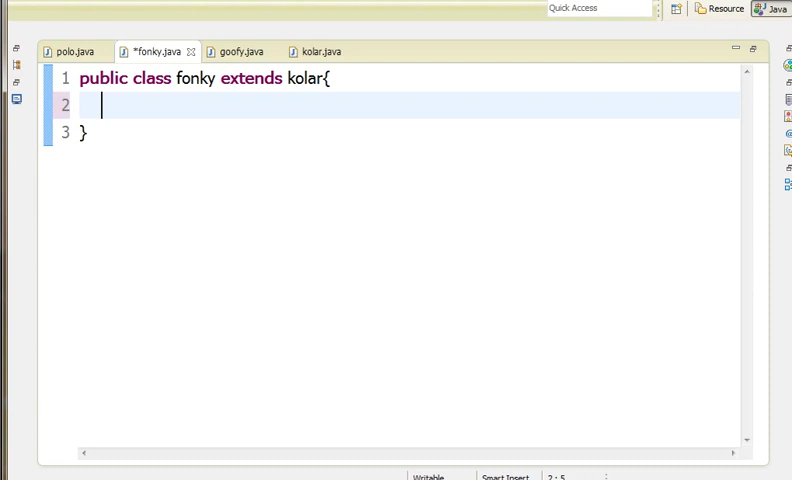 Quick Access
Resource
Java
polo.java
*fonky.java
goofy.java
kolar.java
1 public class fonky extends kolar{
2
3 }
Writable
Smart Insert
2 : 5